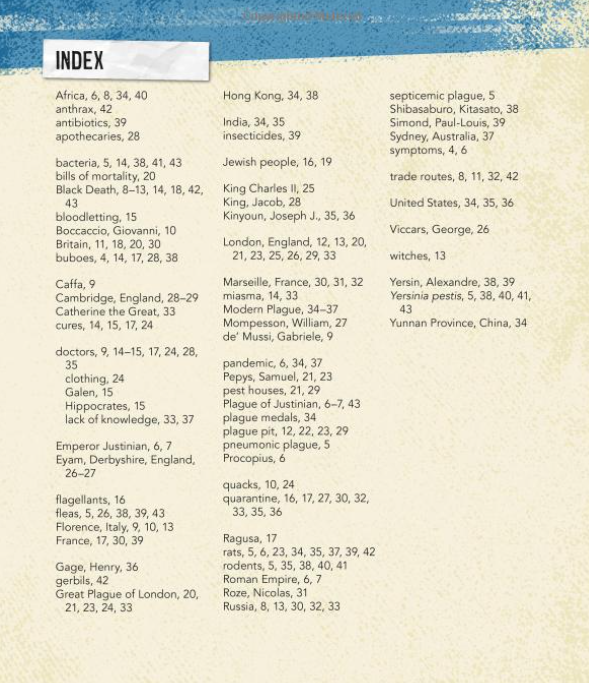 INDEX
Africa, 6, 8, 34, 40
anthrax, 42
antibiotics, 39
apothecaries, 28
bacteria, 5, 14, 38, 41, 43
bills of mortality, 20
Black Death, 8–13, 14, 18, 42,
43
bloodletting, 15
Boccaccio, Giovanni, 10
Britain, 11, 18, 20, 30
buboes, 4, 14, 17, 28, 38
Caffa, 9
Cambridge, England, 28–29
Catherine the Great, 33
cures, 14, 15, 17, 24
doctors, 9, 14–15, 17, 24, 28,
35
clothing, 24
Galen, 15
Hippocrates, 15
lack of knowledge, 33, 37
Emperor Justinian, 6, 7
Eyam, Derbyshire, England,
26–27
flagellants, 16
fleas, 5, 26, 38, 39, 43
Florence, Italy, 9, 10, 13
France, 17, 30, 39
Gage, Henry, 36
gerbils, 42
Great Plague of London, 20,
21, 23, 24, 33
Hong Kong, 34, 38
India, 34, 35
insecticides, 39
Jewish people, 16, 19
King Charles II, 25
King, Jacob, 28
Kinyoun, Joseph J., 35, 36
London, England, 12, 13, 20,
21, 23, 25, 26, 29, 33
Marseille, France, 30, 31, 32
miasma, 14, 33
Modern Plague, 34–37
Mompesson, William, 27
de' Mussi, Gabriele, 9
pandemic, 6, 34, 37
Pepys, Samuel, 21, 23
pest houses, 21, 29
Plague of Justinian, 6–7, 43
plague medals, 34
plague pit, 12, 22, 23, 29
pneumonic plague, 5
Procopius, 6
quacks, 10, 24
quarantine, 16, 17, 27, 30, 32,
33, 35, 36
Ragusa, 17
rats, 5, 6, 23, 34, 35, 37, 39, 42
rodents, 5, 35, 38, 40, 41
Roman Empire, 6, 7
Roze, Nicolas, 31
Russia, 8, 13, 30, 32, 33
septicemic plague, 5
Shibasaburo, Kitasato, 38
Simond, Paul-Louis, 39
Sydney, Australia, 37
symptoms, 4, 6
trade routes, 8, 11, 32, 42
United States, 34, 35, 36
Viccars, George, 26
witches, 13
Yersin, Alexandre, 38, 39
Yersinia pestis, 5, 38, 40, 41,
43
Yunnan Province, China, 34